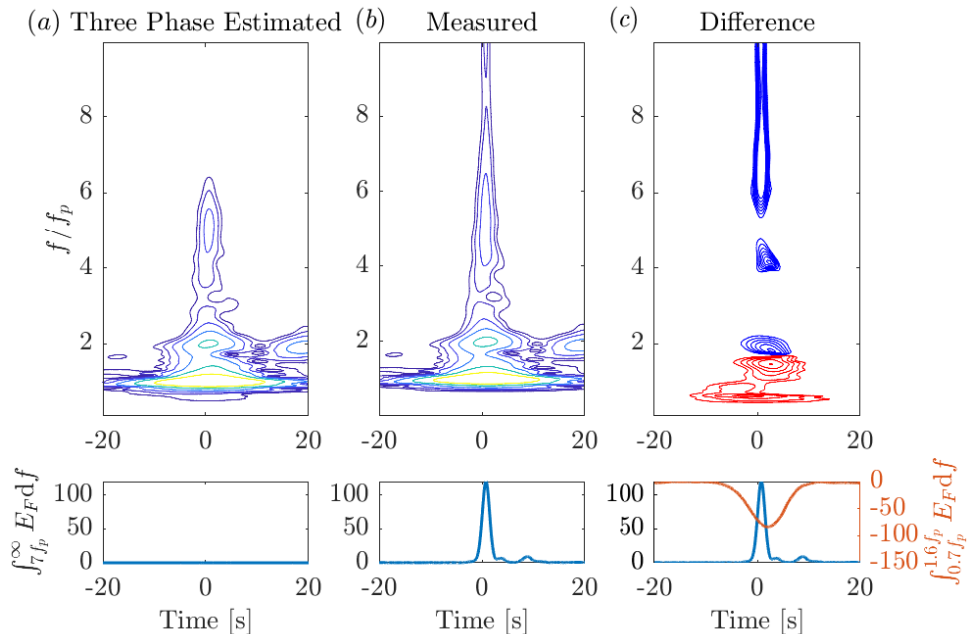 (a) Three Phase Estimated (b) Measured (c) Difference
f/f_p
8 8 8
6 6 6
4 4 4
2 2 2
-20 0 20 -20 0 20 -20 0 20
∫_{7f_p}^{∞} E_F df
100 100 100 0
50 50 50 -50
-100
0 0 0 -150
∫_{0.7f_p}^{1.6f_p} E_F df
-20 0 20 -20 0 20 -20 0 20
Time [s] Time [s] Time [s]